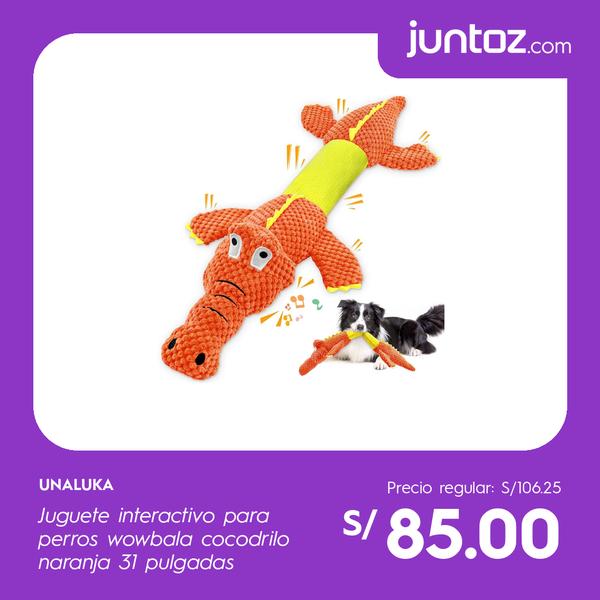 juntoz.com
UNALUKA
Juguete interactivo para
perros wowbala cocodrilo
naranja 31 pulgadas
Precio regular: S/106.25
S/ 85.00